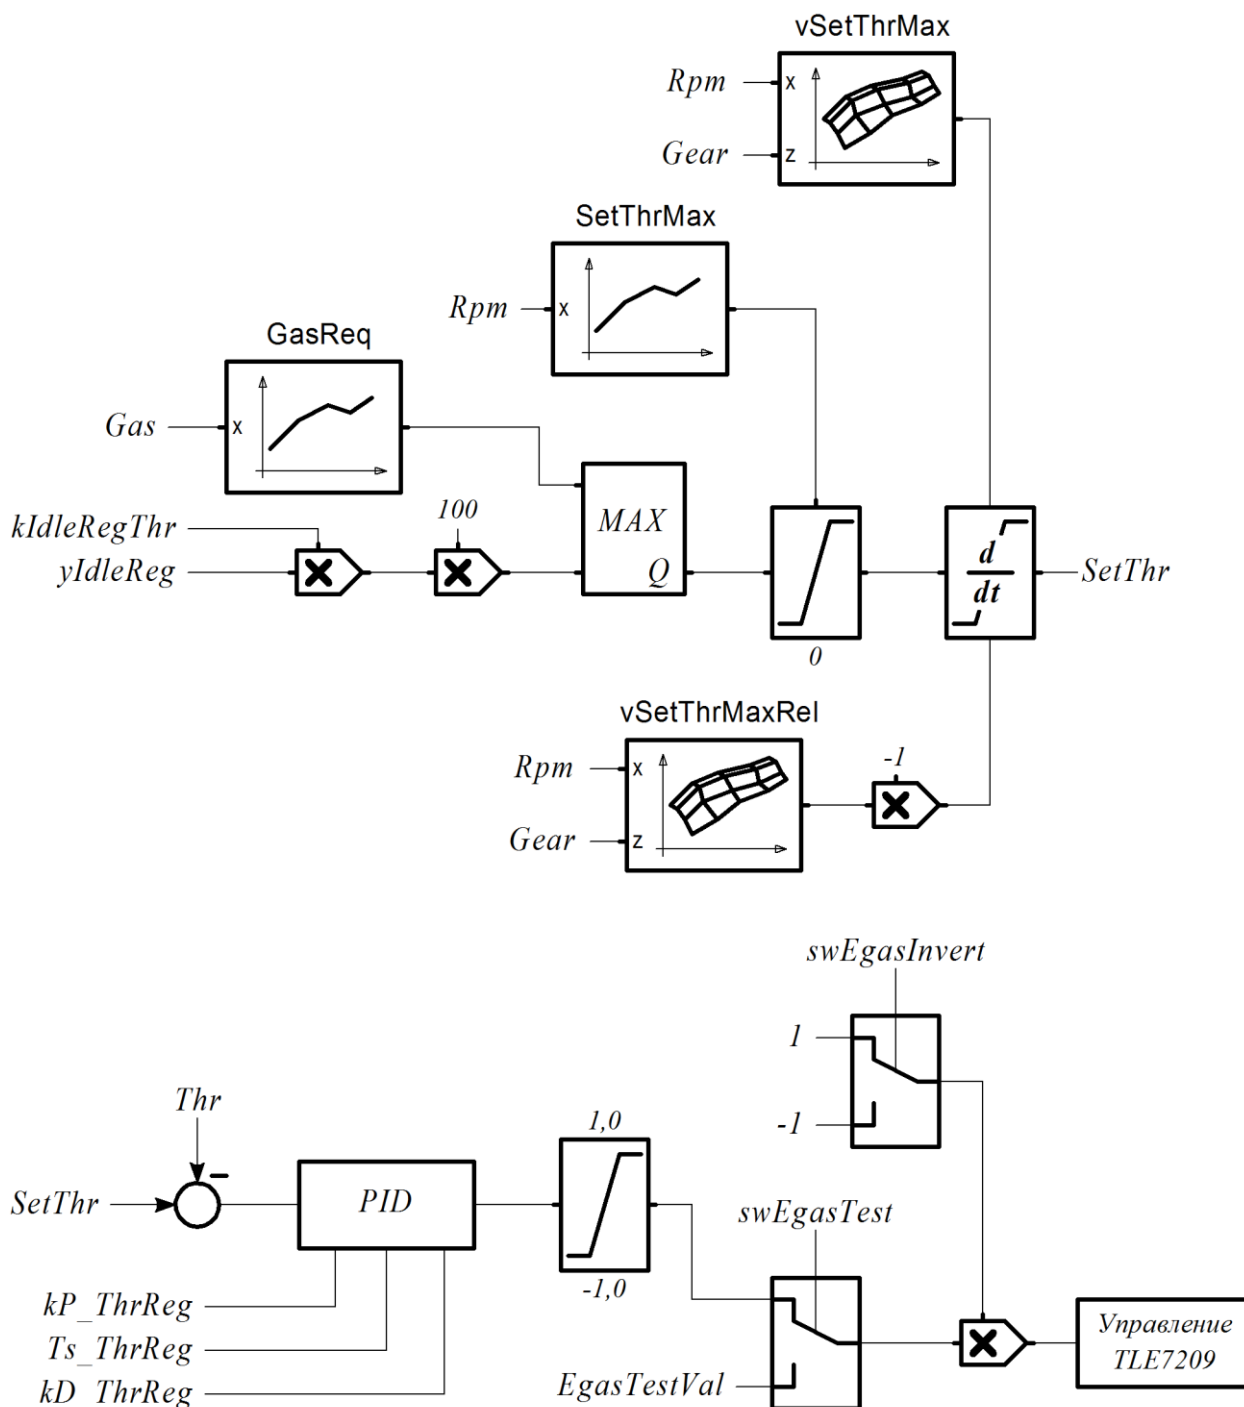 vSetThrMax
Rpm
x
Gear
z
SetThrMax
Rpm
x
GasReq
Gas
x
kIdleRegThr
yIdleReg
100
MAX
Q
0
d
dt
SetThr
vSetThrMaxRel
Rpm
x
Gear
z
-1
swEgasInvert
1
-1
Thr
SetThr
PID
1,0
-1,0
kP_ThrReg
Ts_ThrReg
kD_ThrReg
swEgasTest
EgasTestVal
Управление
TLE7209